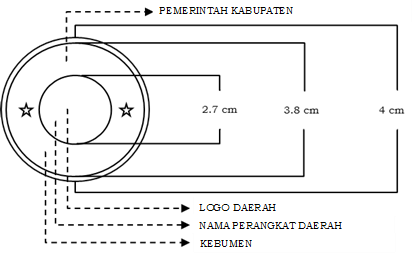 PEMERINTAH KABUPATEN
2.7 cm
3.8 cm
4 cm
LOGO DAERAH
NAMA PERANGKAT DAERAH
KEBUMEN